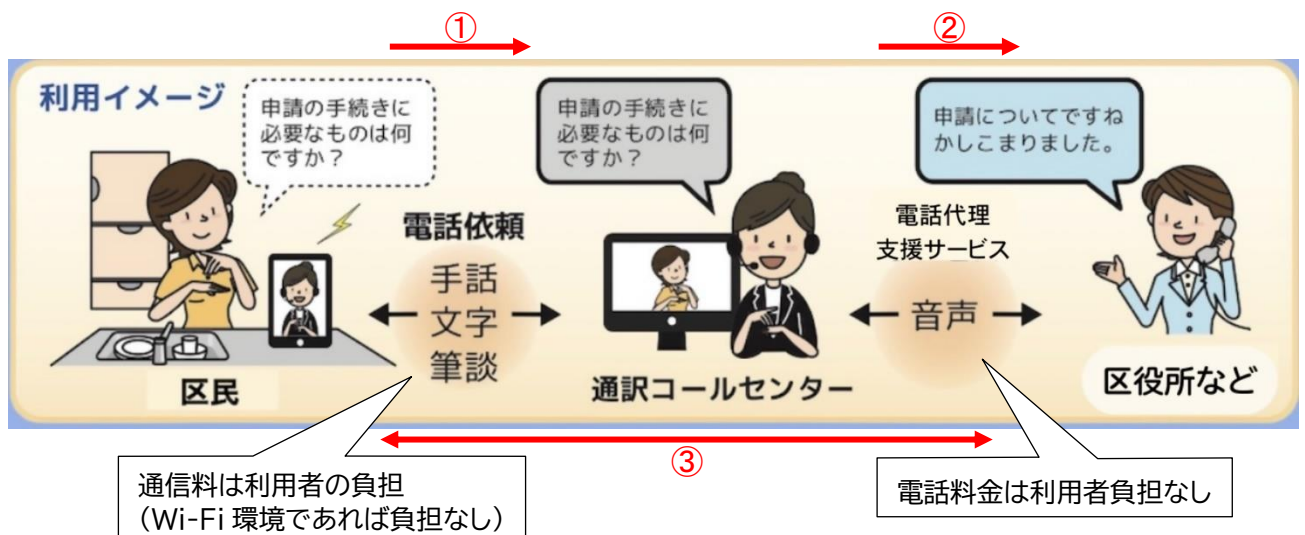 ①
②
利用イメージ
申請の手続きに
必要なものは何
ですか？
申請の手続きに
必要なものは何
ですか？
申請についてですね
かしこまりました。
電話依頼
手話
文字
筆談
電話代理
支援サービス
音声
区民
通訳コールセンター
区役所など
③
通信料は利用者の負担
（Wi-Fi 環境であれば負担なし）
電話料金は利用者負担なし